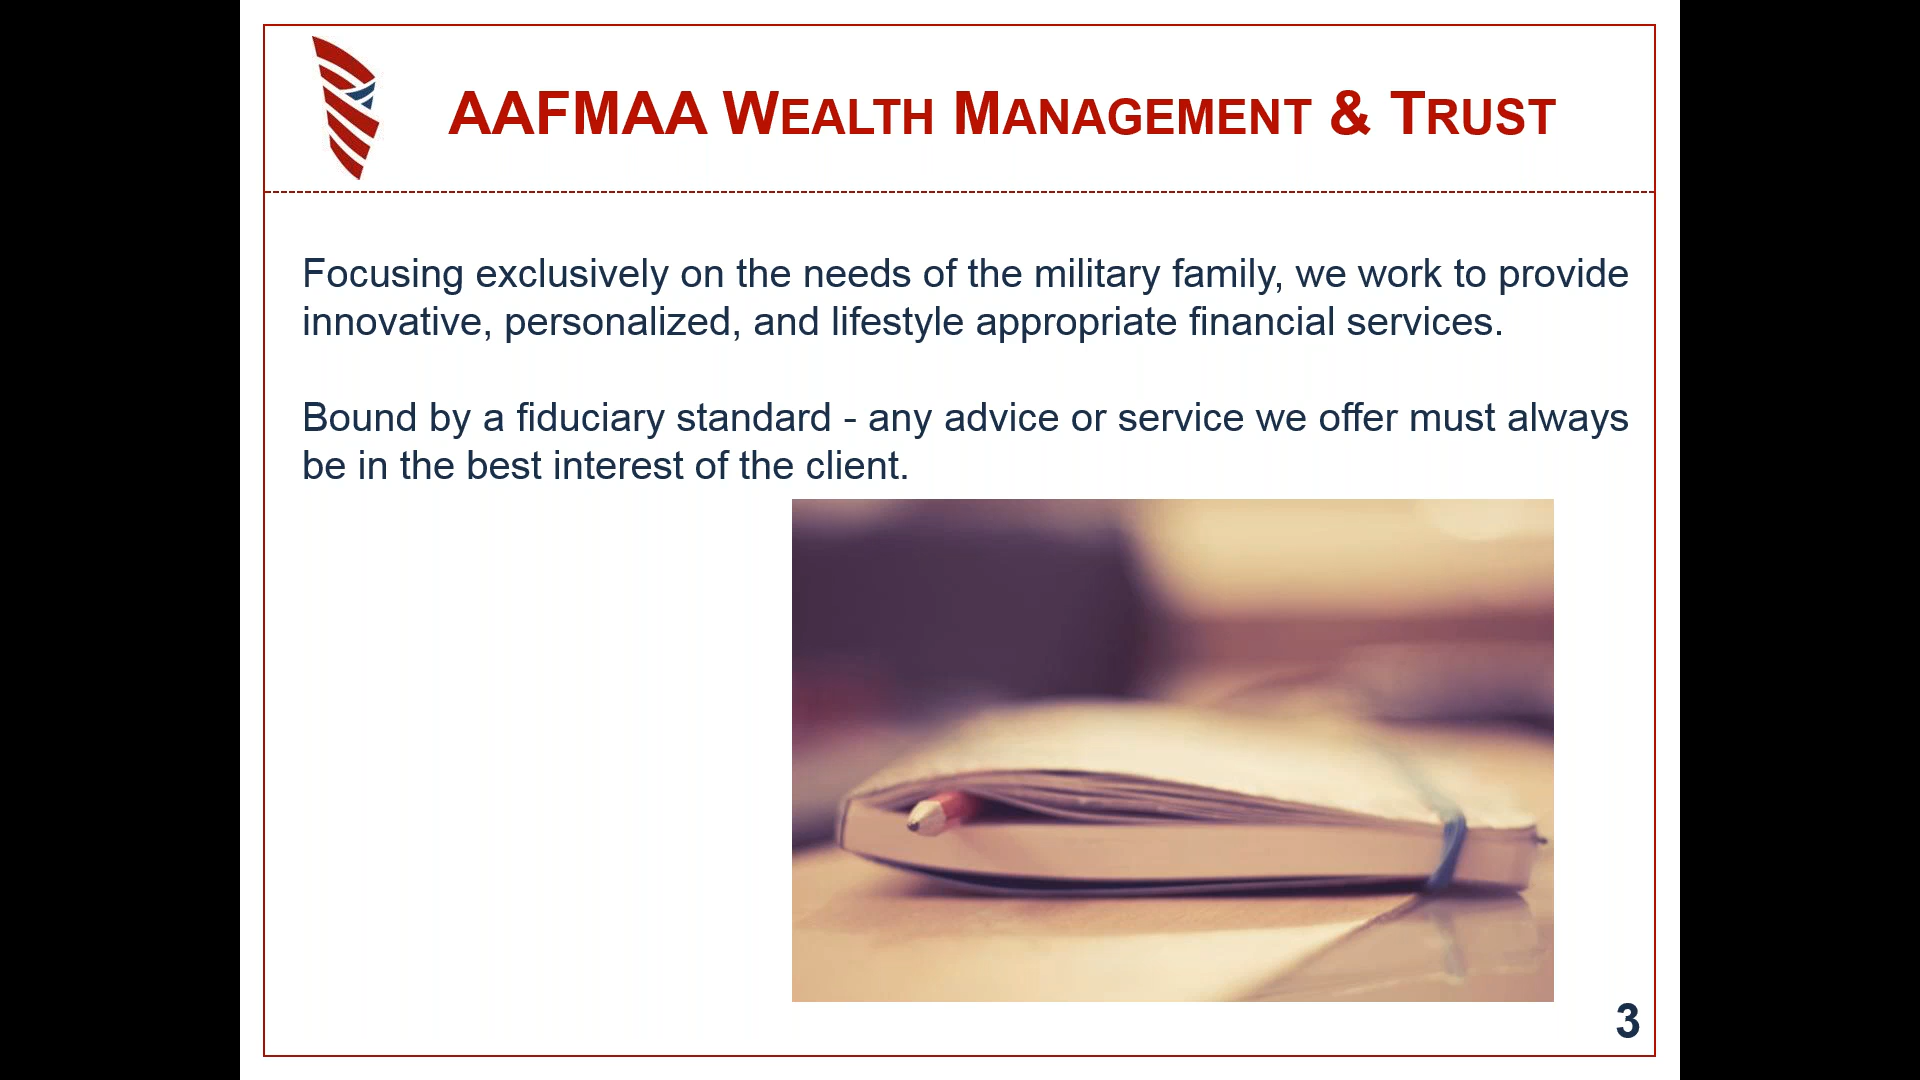 AAFMAA WEALTH MANAGEMENT & TRUST
Focusing exclusively on the needs of the military family, we work to provide
innovative, personalized, and lifestyle appropriate financial services.
Bound by a fiduciary standard - any advice or service we offer must always
be in the best interest of the client.
3